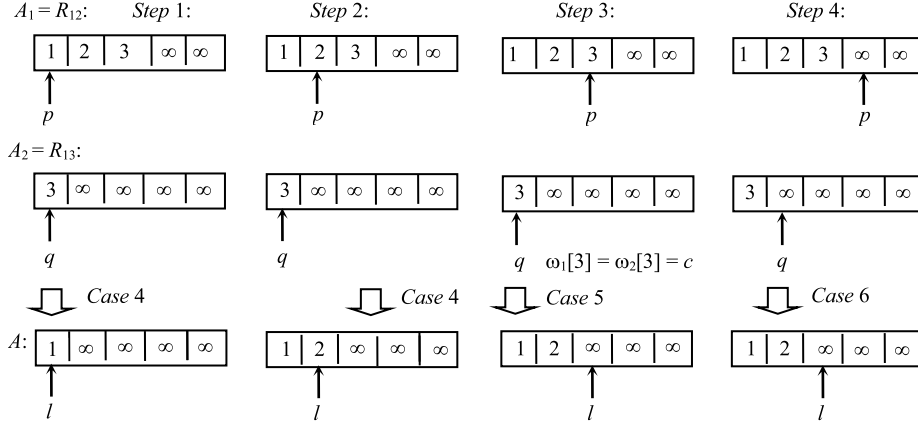 A₁ = R₁₂: Step 1: Step 2: Step 3: Step 4:
1 2 3 ∞ ∞ 1 2 3 ∞ ∞ 1 2 3 ∞ ∞ 1 2 3 ∞ ∞
p p p p
A₂ = R₁₃:
3 ∞ ∞ ∞ ∞ 3 ∞ ∞ ∞ ∞ 3 ∞ ∞ ∞ ∞ 3 ∞ ∞ ∞ ∞
q q q ω₁[3] = ω₂[3] = c q
Case 4 Case 4 Case 5 Case 6
A: 1 ∞ ∞ ∞ ∞ 1 2 ∞ ∞ ∞ 1 2 ∞ ∞ ∞ 1 2 ∞ ∞ ∞
l l l l